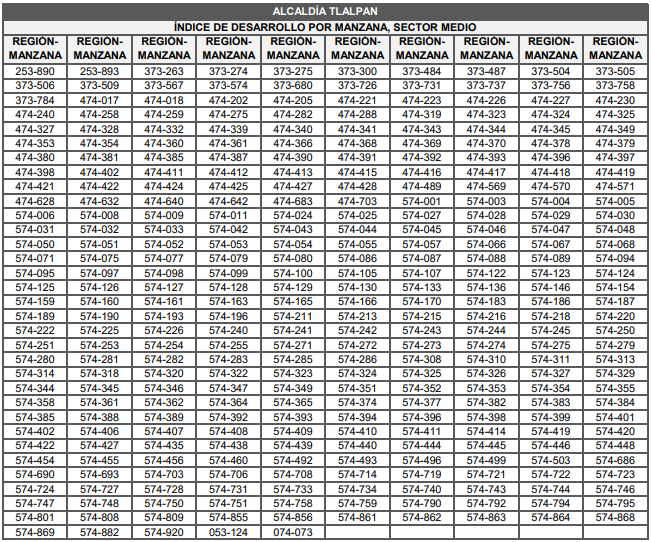 ALCALDÍA TLALPAN
ÍNDICE DE DESARROLLO POR MANZANA, SECTOR MEDIO
REGIÓN- REGIÓN- REGIÓN- REGIÓN- REGIÓN- REGIÓN- REGIÓN- REGIÓN- REGIÓN- REGIÓN-
MANZANA MANZANA MANZANA MANZANA MANZANA MANZANA MANZANA MANZANA MANZANA MANZANA
253-890 253-893 373-263 373-274 373-275 373-300 373-484 373-487 373-504 373-505
373-506 373-509 373-567 373-574 373-680 373-726 373-731 373-737 373-756 373-758
373-784 474-017 474-018 474-202 474-205 474-221 474-223 474-226 474-227 474-230
474-240 474-258 474-259 474-275 474-282 474-288 474-319 474-323 474-324 474-325
474-327 474-328 474-332 474-339 474-340 474-341 474-343 474-344 474-345 474-349
474-353 474-354 474-360 474-361 474-366 474-368 474-369 474-370 474-378 474-379
474-380 474-381 474-385 474-387 474-390 474-391 474-392 474-393 474-396 474-397
474-398 474-402 474-411 474-412 474-413 474-415 474-416 474-417 474-418 474-419
474-421 474-422 474-424 474-425 474-427 474-428 474-489 474-569 474-570 474-571
474-628 474-632 474-640 474-642 474-683 474-703 574-001 574-003 574-004 574-005
574-006 574-008 574-009 574-011 574-024 574-025 574-027 574-028 574-029 574-030
574-031 574-032 574-033 574-042 574-043 574-044 574-045 574-046 574-047 574-048
574-050 574-051 574-052 574-053 574-054 574-055 574-057 574-066 574-067 574-068
574-071 574-075 574-077 574-079 574-080 574-086 574-087 574-088 574-089 574-094
574-095 574-097 574-098 574-099 574-100 574-105 574-107 574-122 574-123 574-124
574-125 574-126 574-127 574-128 574-129 574-130 574-133 574-136 574-146 574-154
574-159 574-160 574-161 574-163 574-165 574-166 574-170 574-183 574-186 574-187
574-189 574-190 574-193 574-196 574-211 574-213 574-215 574-216 574-218 574-220
574-222 574-225 574-226 574-240 574-241 574-242 574-243 574-244 574-245 574-250
574-251 574-253 574-254 574-255 574-271 574-272 574-273 574-274 574-275 574-279
574-280 574-281 574-282 574-283 574-285 574-286 574-308 574-310 574-311 574-313
574-314 574-318 574-320 574-322 574-323 574-324 574-325 574-326 574-327 574-329
574-344 574-345 574-346 574-347 574-349 574-351 574-352 574-353 574-354 574-355
574-358 574-361 574-362 574-364 574-365 574-374 574-377 574-382 574-383 574-384
574-385 574-388 574-389 574-392 574-393 574-394 574-396 574-398 574-399 574-401
574-402 574-406 574-407 574-408 574-409 574-410 574-411 574-414 574-419 574-420
574-422 574-427 574-435 574-438 574-439 574-440 574-444 574-445 574-446 574-448
574-454 574-455 574-456 574-460 574-492 574-493 574-496 574-499 574-503 574-686
574-690 574-693 574-703 574-706 574-708 574-714 574-719 574-721 574-722 574-723
574-724 574-727 574-728 574-731 574-733 574-734 574-740 574-743 574-744 574-746
574-747 574-748 574-750 574-751 574-758 574-759 574-790 574-792 574-794 574-795
574-801 574-808 574-809 574-855 574-856 574-861 574-862 574-863 574-864 574-868
574-869 574-882 574-920 053-124 074-073